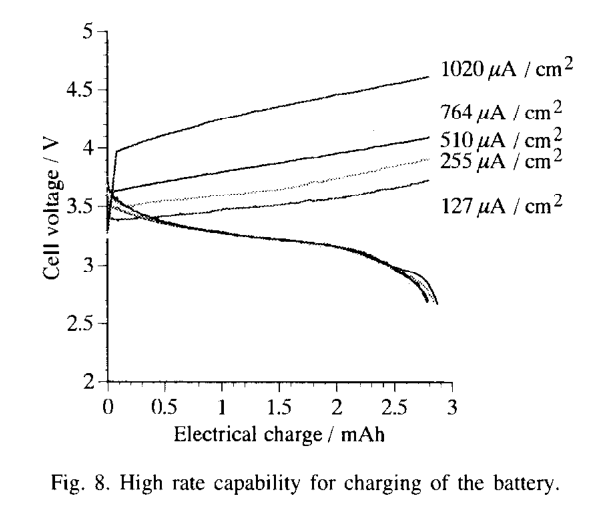 5
4.5
4
3.5
3
2.5
2
Cell voltage / V
1020 μA / cm2
764 μA / cm2
510 μA / cm2
255 μA / cm2
127 μA / cm2
0 0.5 1 1.5 2 2.5 3
Electrical charge / mAh
Fig. 8. High rate capability for charging of the battery.